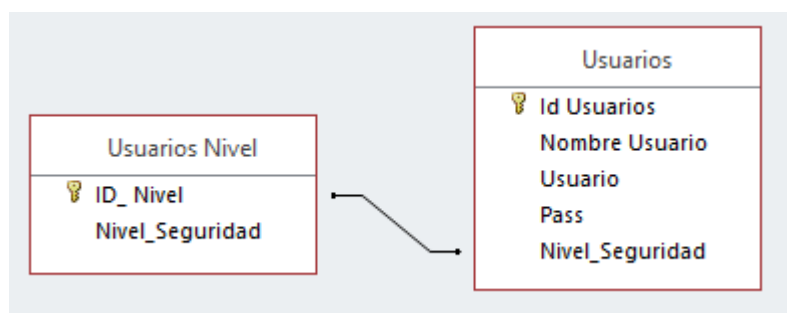 Usuarios Nivel
ID_ Nivel
Nivel_Seguridad
Usuarios
Id Usuarios
Nombre Usuario
Usuario
Pass
Nivel_Seguridad